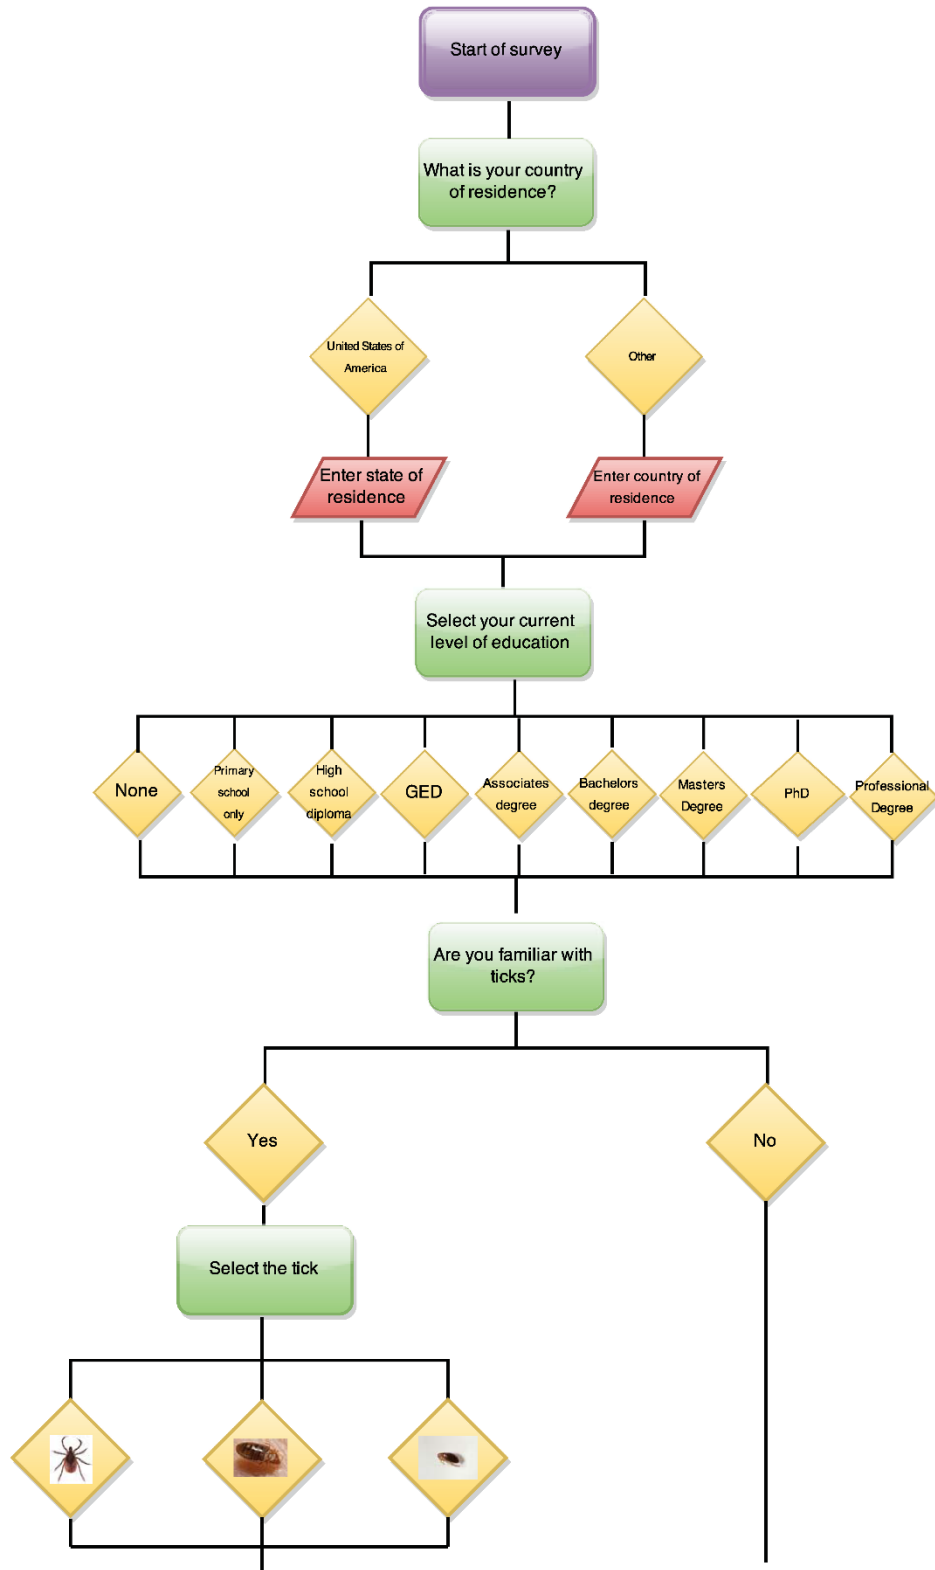 Start of survey
What is your country
of residence?
United States of
America
Other
Enter state of
residence
Enter country of
residence
Select your current
level of education
None
Primary
school
only
High
school
diploma
GED
Associates
degree
Bachelors
degree
Masters
Degree
PhD
Professional
Degree
Are you familiar with
ticks?
Yes
No
Select the tick